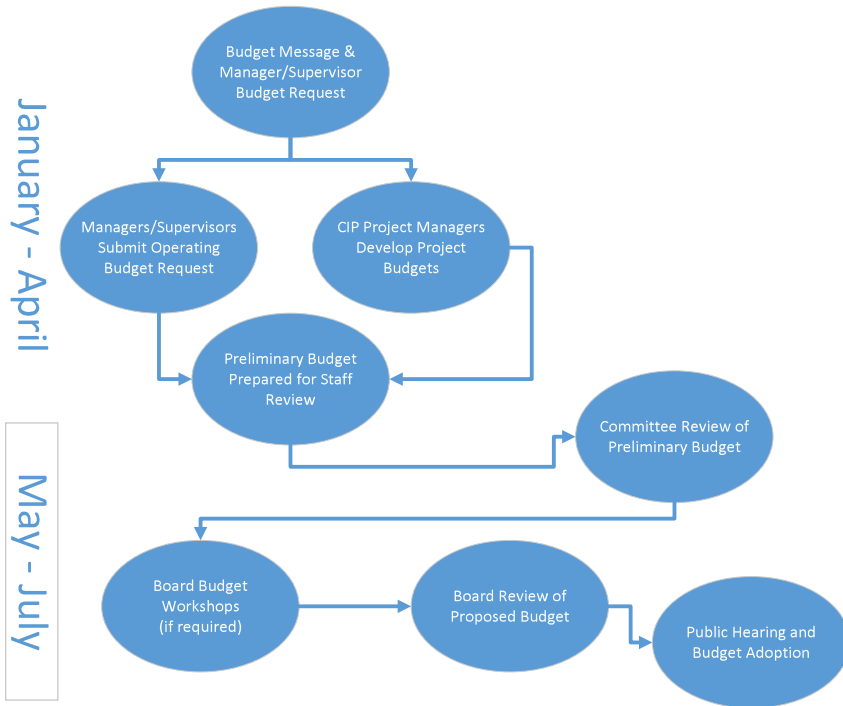 Budget Message &
Manager/Supervisor
Budget Request
January - April
Managers/Supervisors
Submit Operating
Budget Request
CIP Project Managers
Develop Project
Budgets
Preliminary Budget
Prepared for Staff
Review
Committee Review of
Preliminary Budget
May - July
Board Budget
Workshops
(if required)
Board Review of
Proposed Budget
Public Hearing and
Budget Adoption